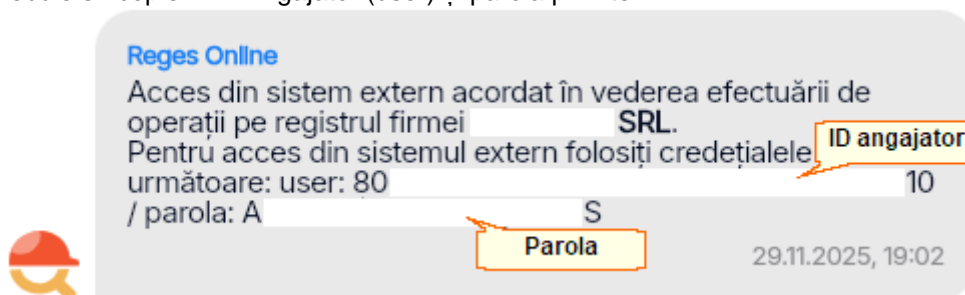 Reges Online
Acces din sistem extern acordat în vederea efectuării de
operații pe registrul firmei SRL.
Pentru acces din sistemul extern folosiți credețialele
ID angajator
următoare: user: 80 10
/ parola: A S
Parola
29.11.2025, 19:02